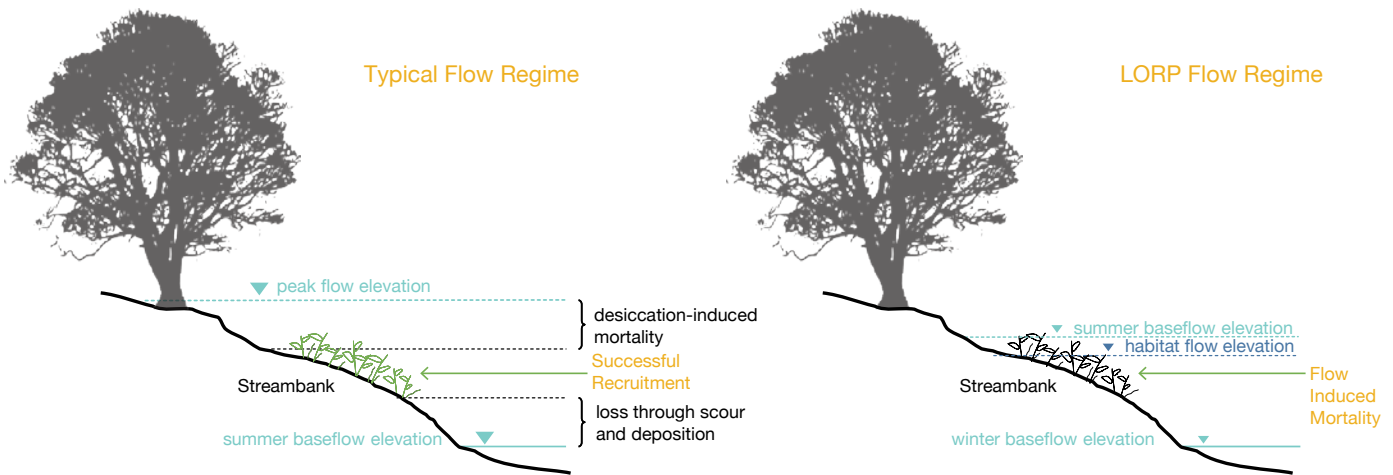 Typical Flow Regime
peak flow elevation
desiccation-induced
mortality
Successful
Recruitment
Streambank
loss through scour
and deposition
summer baseflow elevation
LORP Flow Regime
summer baseflow elevation
habitat flow elevation
Streambank
Flow
Induced
Mortality
winter baseflow elevation